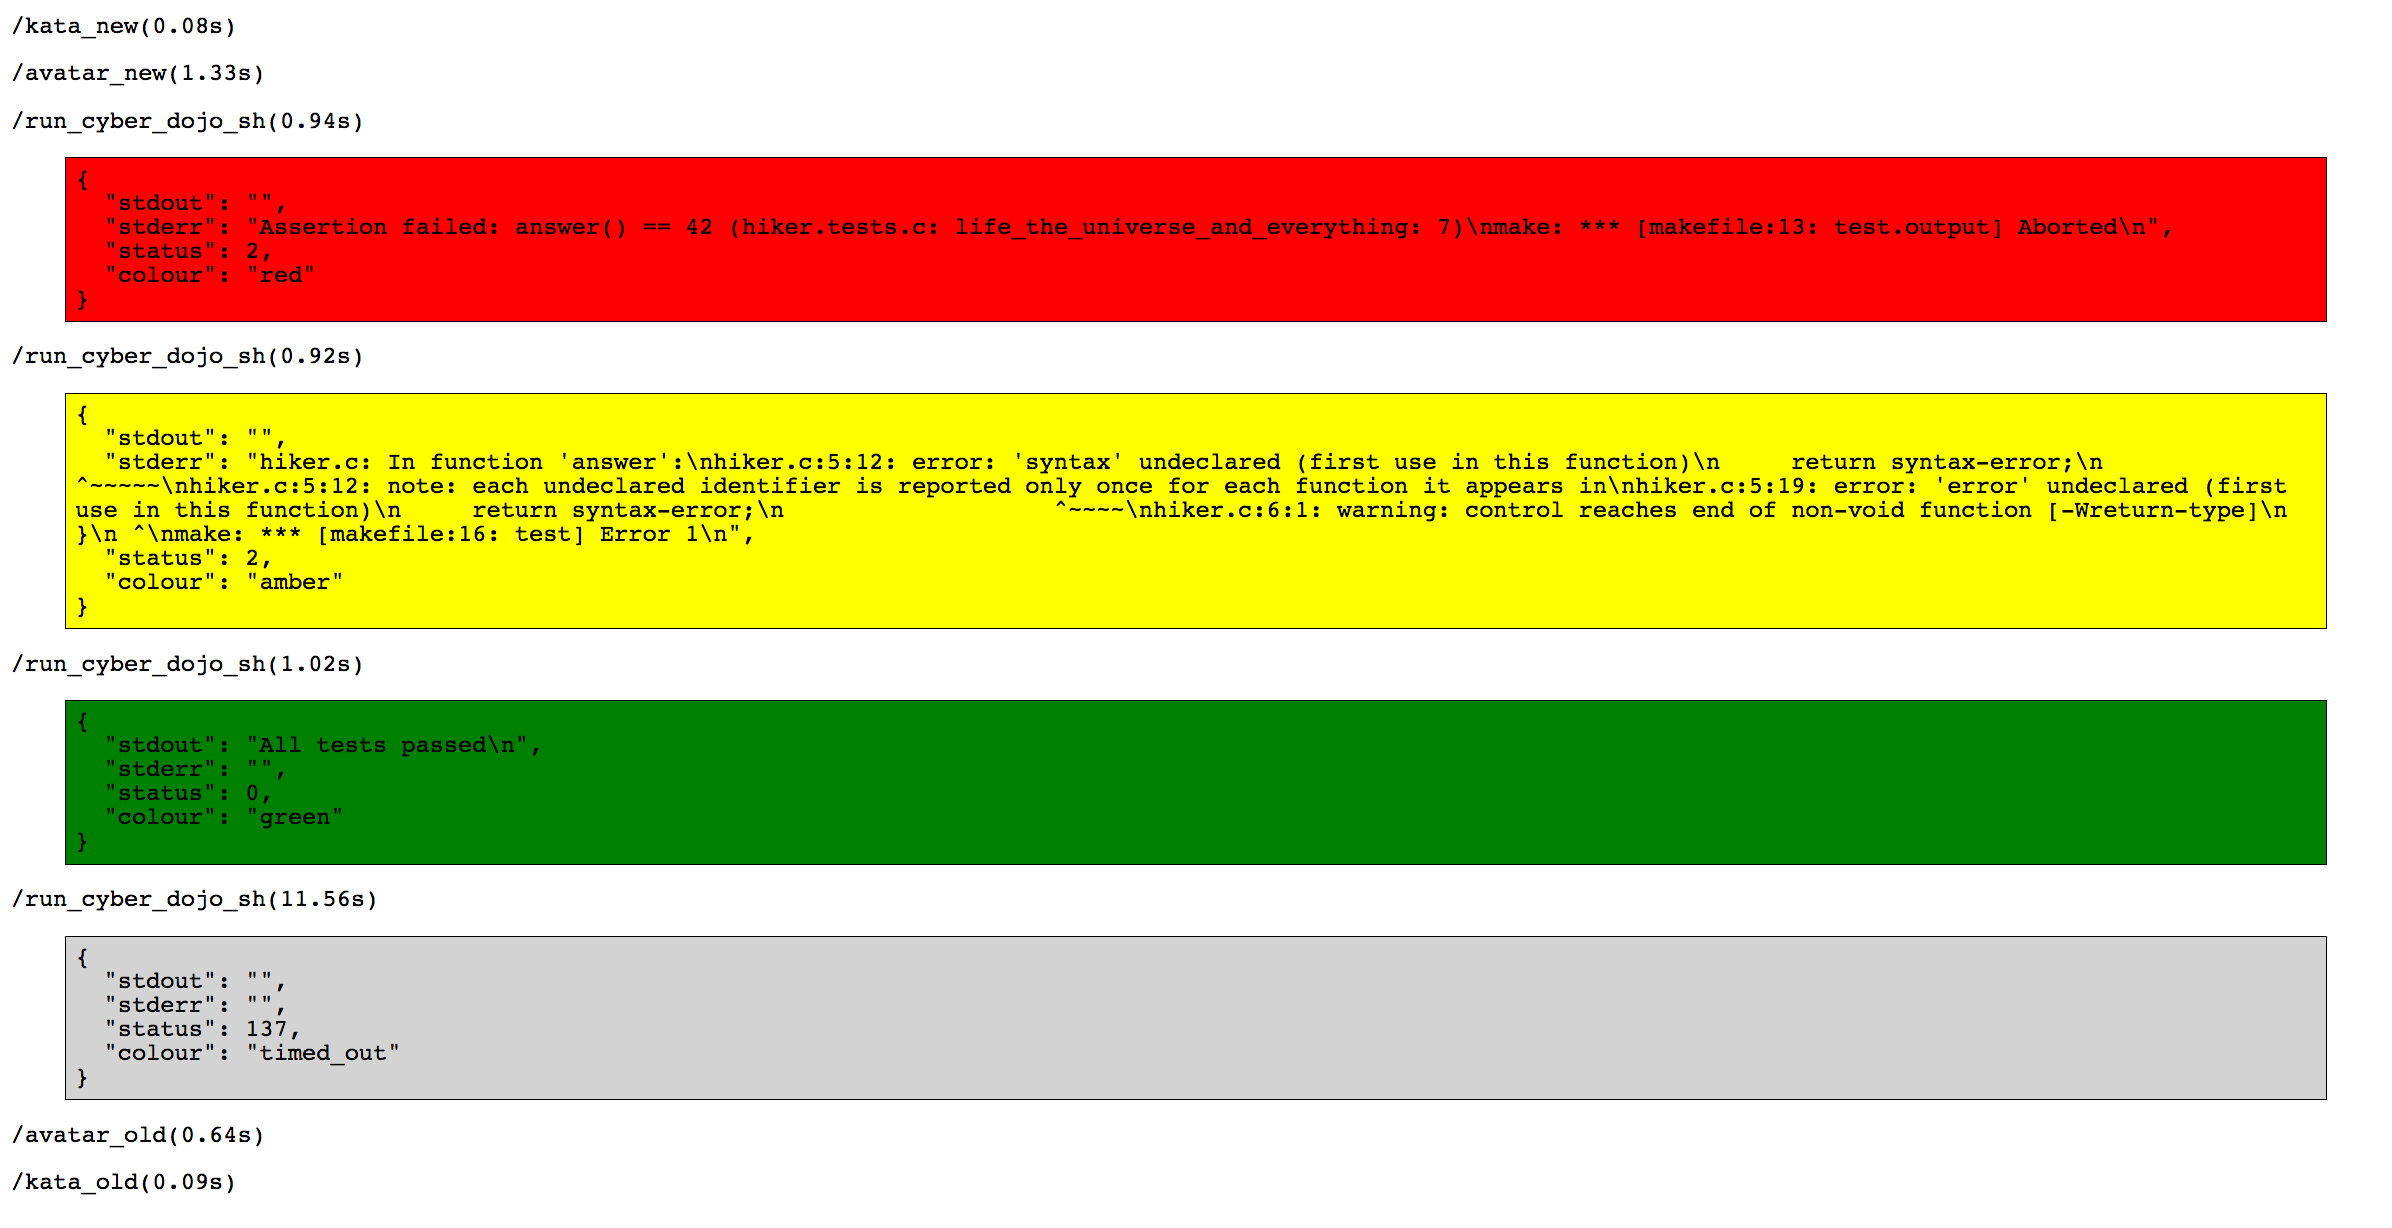 /kata_new(0.08s)
/avatar_new(1.33s)
/run_cyber_dojo_sh(0.94s)
{
  "stdout": "",
  "stderr": "Assertion failed: answer() == 42 (hiker.tests.c: life_the_universe_and_everything: 7)\nmake: *** [makefile:13: test.output] Aborted\n",
  "status": 2,
  "colour": "red"
}
/run_cyber_dojo_sh(0.92s)
{
  "stdout": "",
  "stderr": "hiker.c: In function 'answer':\nhiker.c:5:12: error: 'syntax' undeclared (first use in this function)\n     return syntax-error;\n
^~~~~~\nhiker.c:5:12: note: each undeclared identifier is reported only once for each function it appears in\nhiker.c:5:19: error: 'error' undeclared (first
use in this function)\n     return syntax-error;\n                   ^~~~~\nhiker.c:6:1: warning: control reaches end of non-void function [-Wreturn-type]\n
}\n ^\nmake: *** [makefile:16: test] Error 1\n",
  "status": 2,
  "colour": "amber"
}
/run_cyber_dojo_sh(1.02s)
{
  "stdout": "All tests passed\n",
  "stderr": "",
  "status": 0,
  "colour": "green"
}
/run_cyber_dojo_sh(11.56s)
{
  "stdout": "",
  "stderr": "",
  "status": 137,
  "colour": "timed_out"
}
/avatar_old(0.64s)
/kata_old(0.09s)